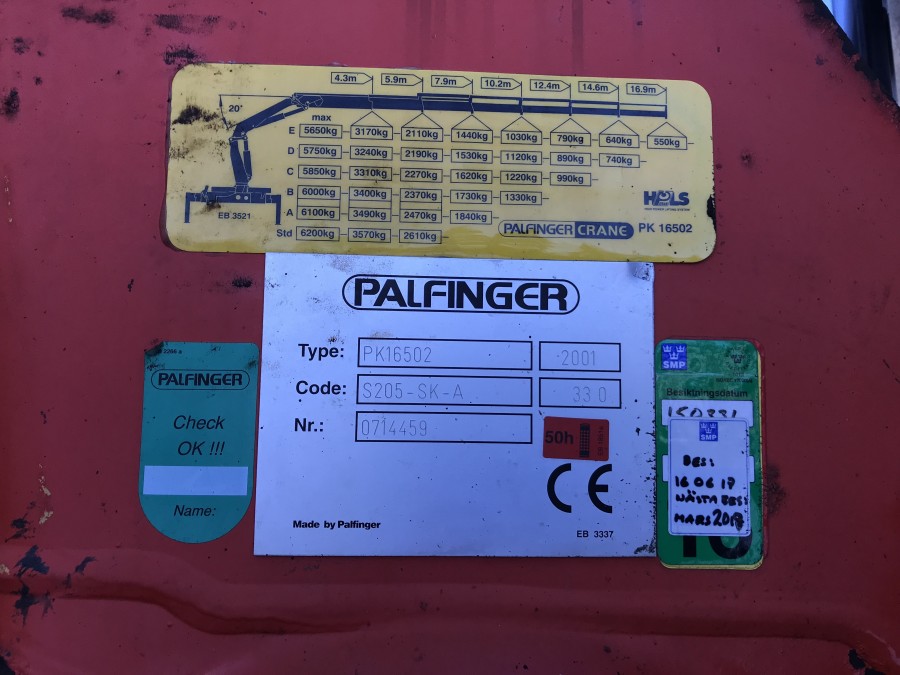 4.3m 5.9m 7.9m 10.2m 12.4m 14.6m 16.9m
20°
max
E 5650kg 3170kg 2110kg 1440kg 1030kg 790kg 640kg 550kg
D 5750kg 3240kg 2190kg 1530kg 1120kg 890kg 740kg
C 5850kg 3310kg 2270kg 1620kg 1220kg 990kg
B 6000kg 3400kg 2370kg 1730kg 1330kg
A 6100kg 3490kg 2470kg 1840kg
Std 6200kg 3570kg 2610kg
EB 3521
HPLS
PALFINGER CRANE PK 16502
PALFINGER
Type: PK16502 2001
Code: S205-SK-A 33 0
Nr.: 0714459
50h
CE
Made by Palfinger
EB 3337
PALFINGER
Check
OK !!!
Name:
SMP
Besiktningsdatum
SMP
BES:
16 06 17
NÄSTA BES:
MARS 2018